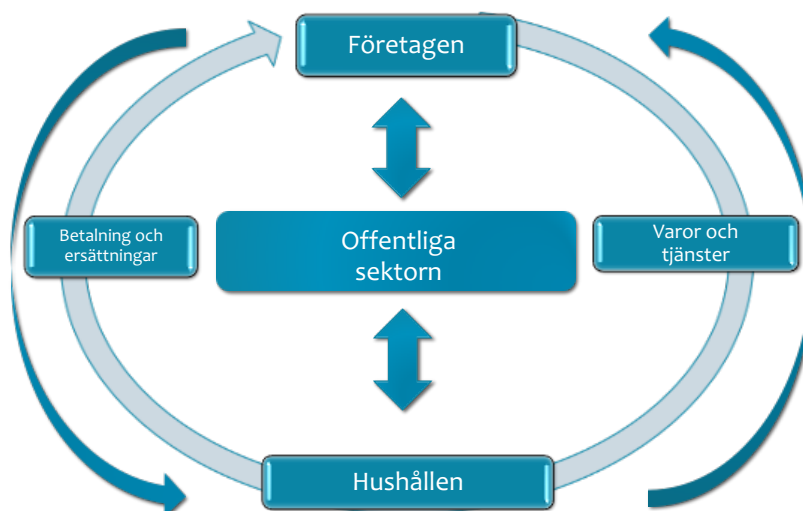 Företagen
Betalning och
ersättningar
Offentliga
sektorn
Varor och
tjänster
Hushållen